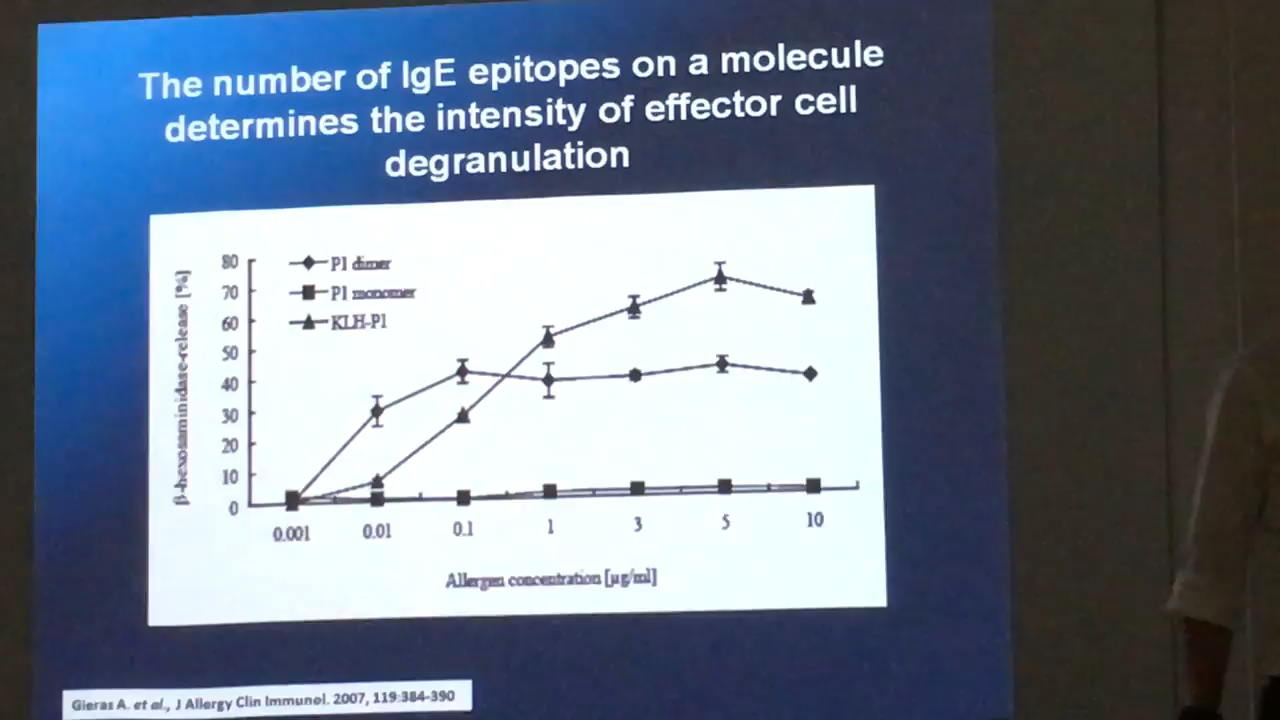 The number of IgE epitopes on a molecule
determines the intensity of effector cell
degranulation
β-hexosaminidase-release [%]
80
70
60
50
40
30
20
10
0
P1 dimer
P1 monomer
KLH-P1
0.001 0.01 0.1 1 3 5 10
Allergen concentration [µg/ml]
Gieras A. et al., J Allergy Clin Immunol. 2007, 119:384-390